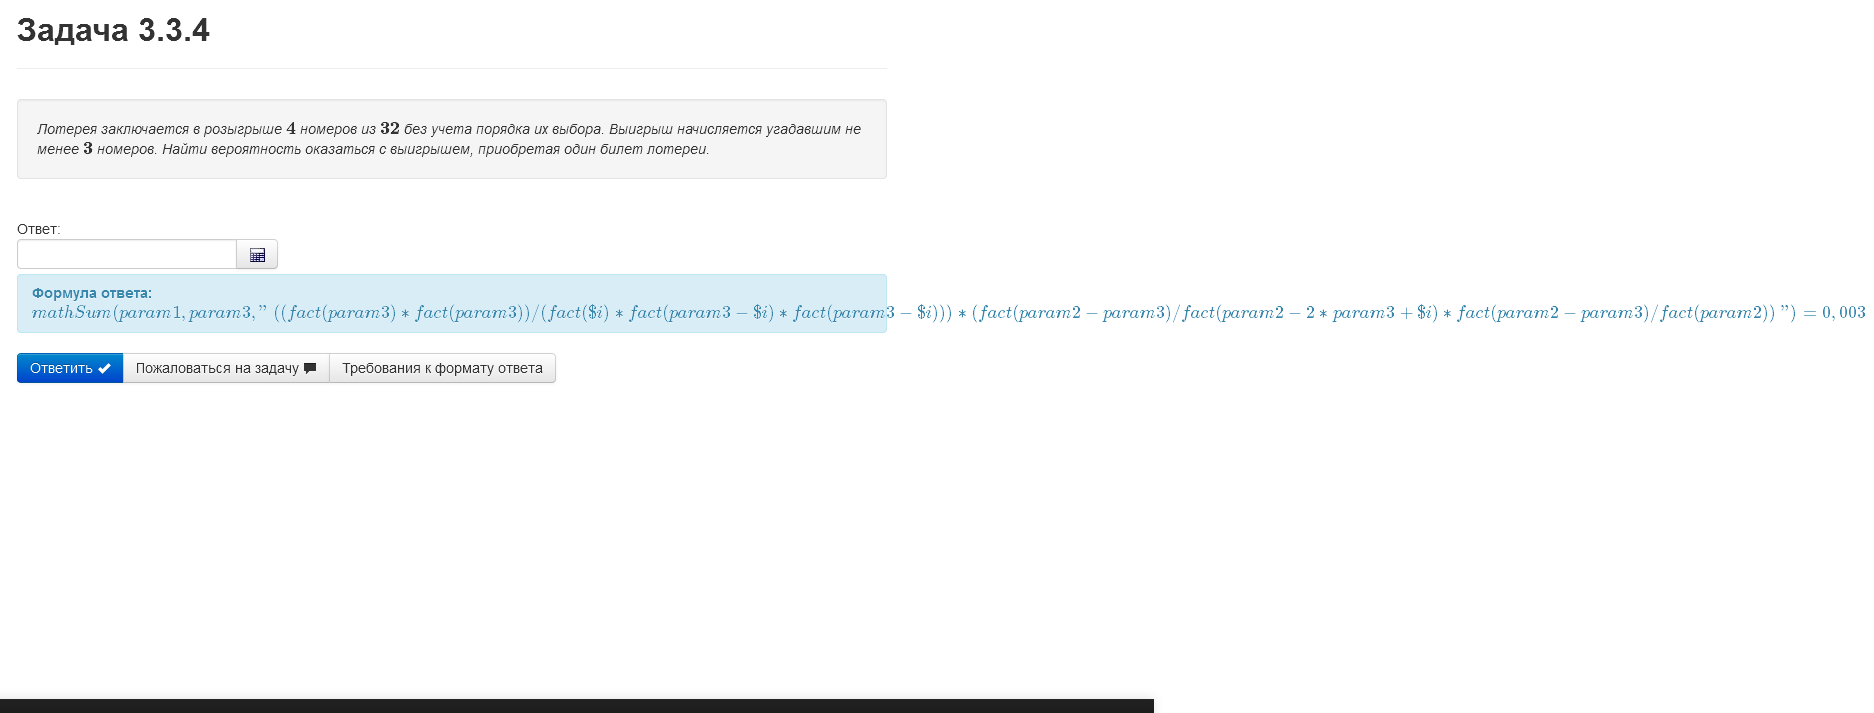 Задача 3.3.4
Лотерея заключается в розыгрыше 4 номеров из 32 без учета порядка их выбора. Выигрыш начисляется угадавшим не
менее 3 номеров. Найти вероятность оказаться с выигрышем, приобретая один билет лотереи.
Ответ:
Формула ответа:
mathSum(param1, param3, " ((fact(param3) * fact(param3))/(fact($i) * fact(param3 − $i) * fact(param3 − $i))) * (fact(param2 − param3)/fact(param2 − 2 * param3 + $i) * fact(param2 − param3)/fact(param2)) ") = 0, 003
Ответить Пожаловаться на задачу Требования к формату ответа